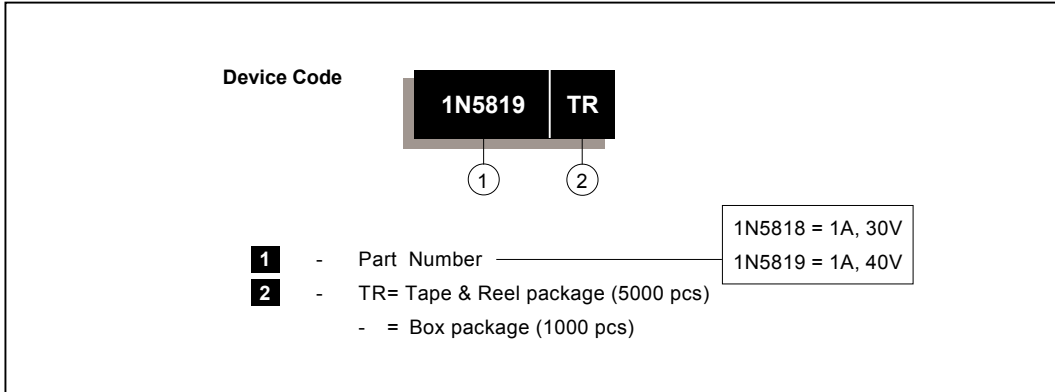 Device Code
1N5819 TR
1 2
1N5818 = 1A, 30V
1 - Part Number
1N5819 = 1A, 40V
2 - TR= Tape & Reel package (5000 pcs)
- = Box package (1000 pcs)